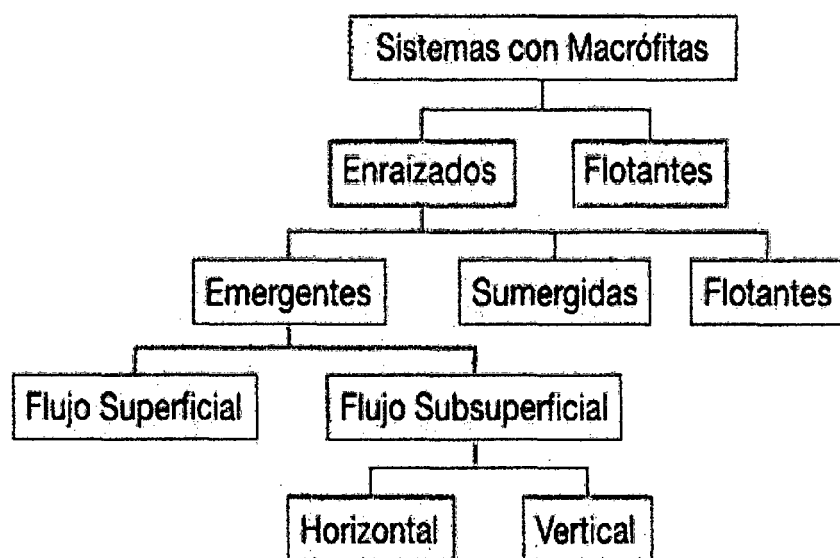 Sistemas con Macrófitas
Enraizados
Flotantes
Emergentes
Sumergidas
Flotantes
Flujo Superficial
Flujo Subsuperficial
Horizontal
Vertical